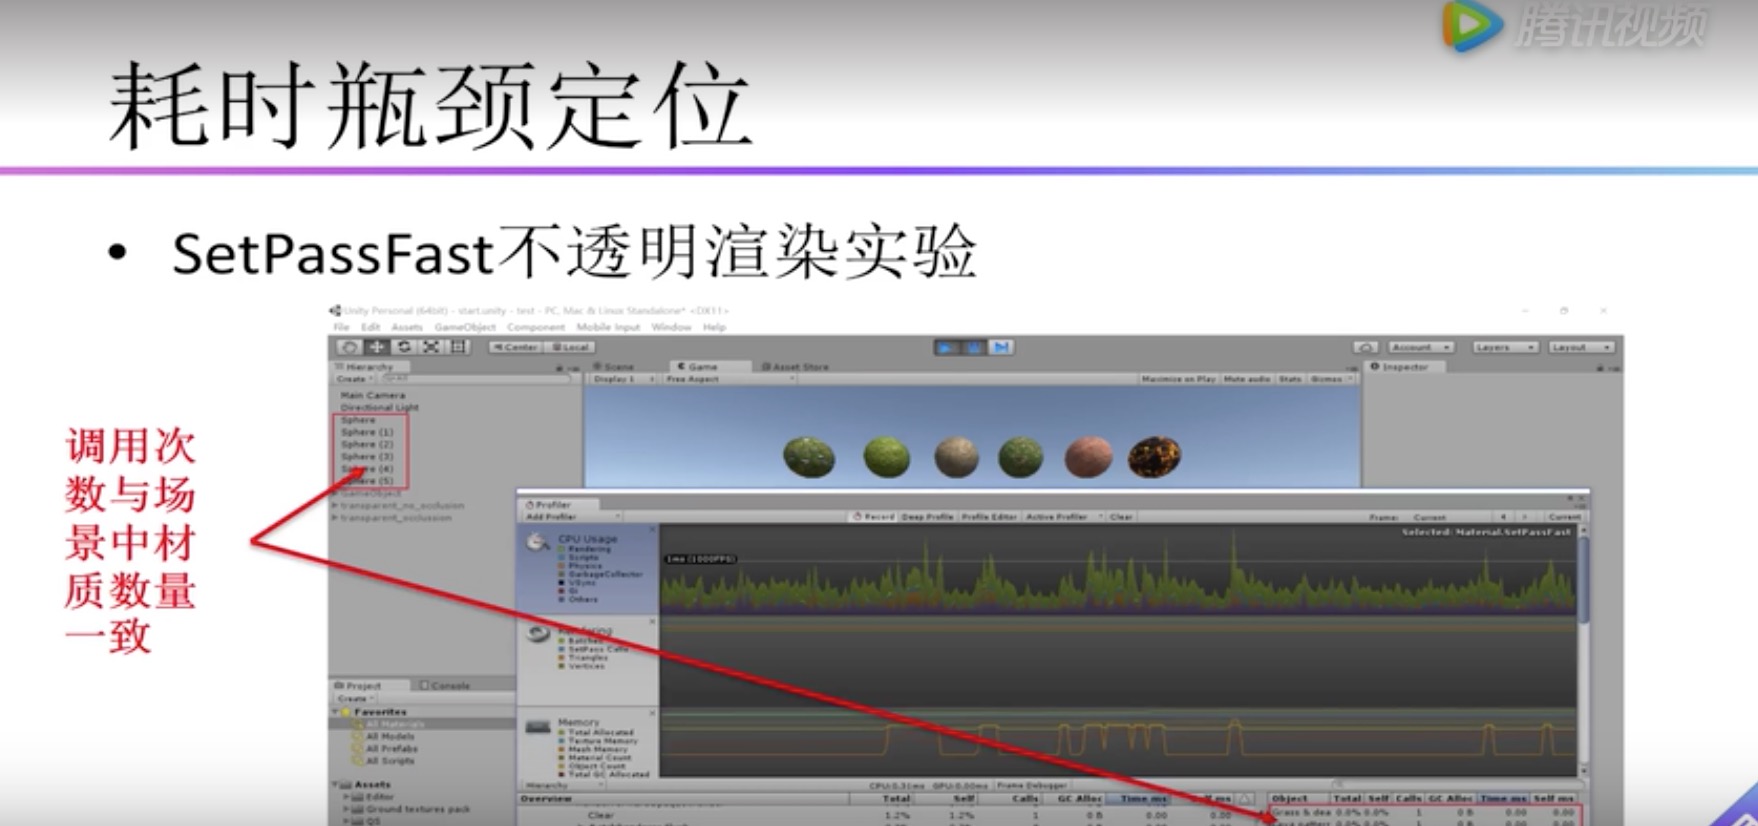 腾讯视频
耗时瓶颈定位
• SetPassFast不透明渲染实验
Unity Personal (64bit) - start.unity - test - PC, Mac & Linux Standalone* <DX11>
File Edit Assets GameObject Component Mobile Input Window Help
Center Local Account Layers Layout
Hierarchy Scene Game Asset Store Inspector
Create Display 1 Free Aspect Maximize on Play Mute audio Stats Gizmos
Main Camera
Directional Light
Sphere
Sphere (1)
Sphere (2)
Sphere (3)
Sphere (4)
Sphere (5)
GameObject
transparent_no_occlusion
transparent_occlussion
调用次
数与场
景中材
质数量
一致
Profiler
Add Profiler Record Deep Profile Profile Editor Active Profiler Clear Frame: Current Current
Selected: Material.SetPassFast
CPU Usage
Rendering
Scripts
Physics
GarbageCollector
VSync
Gi
Others
1ms (1000FPS)
Rendering
Batches
SetPass Calls
Triangles
Vertices
Memory
Total Allocated
Texture Memory
Mesh Memory
Material Count
Object Count
Total GC Allocated
Project Console
Create
Favorites
All Materials
All Models
All Prefabs
All Scripts
Assets
Editor
Ground textures pack
QS
Hierarchy CPU:0.31ms GPU:0.00ms Frame Debugger
Overview Total Self Calls GC Alloc Time ms Self ms Object Total Self Calls GC Alloc Time ms Self ms
Clear 1.2% 1.2% 1 0 B 0.00 0.00 Grass & dea 0.0% 0.0% 1 0 B 0.00 0.00